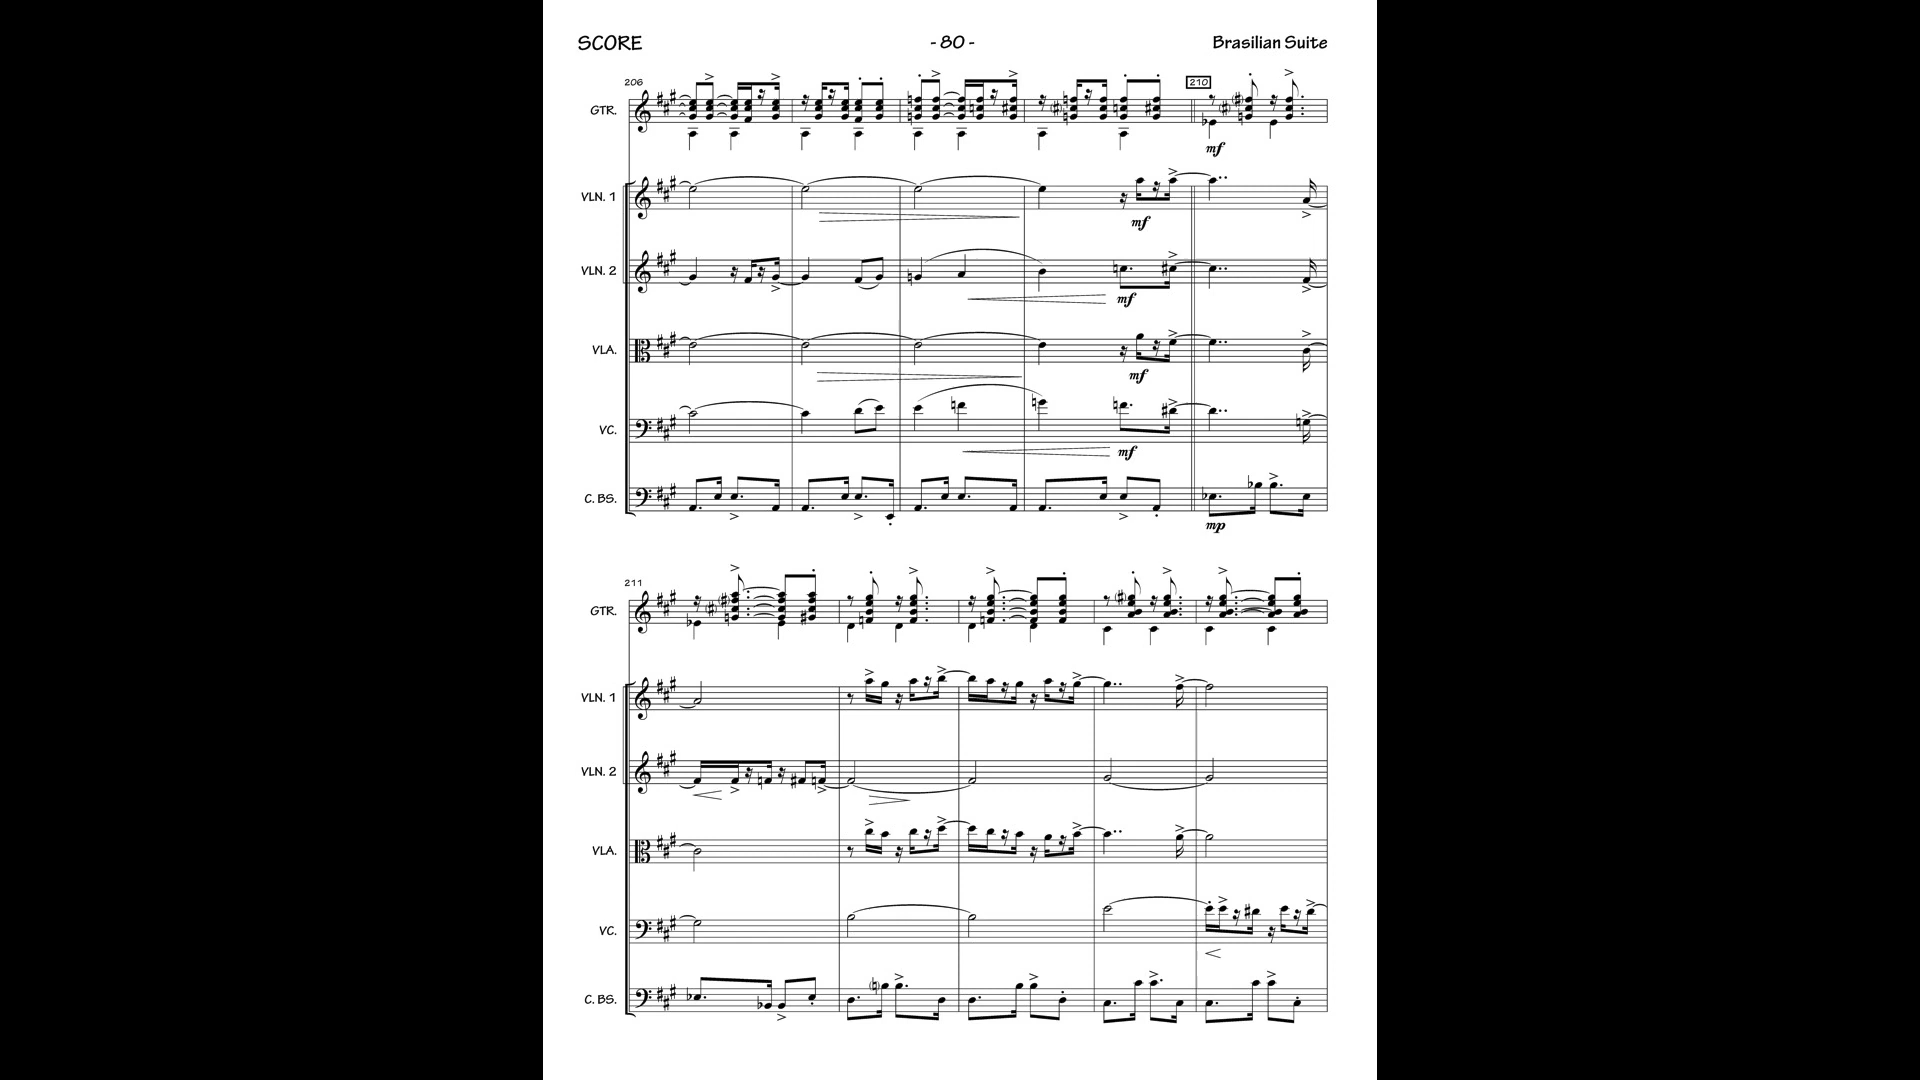 SCORE - 80 - Brasilian Suite
206 210
GTR.
mf
VLN. 1
mf
VLN. 2
mf
VLA.
mf
VC.
mf
C. BS.
mp
211
GTR.
VLN. 1
VLN. 2
VLA.
VC.
C. BS.